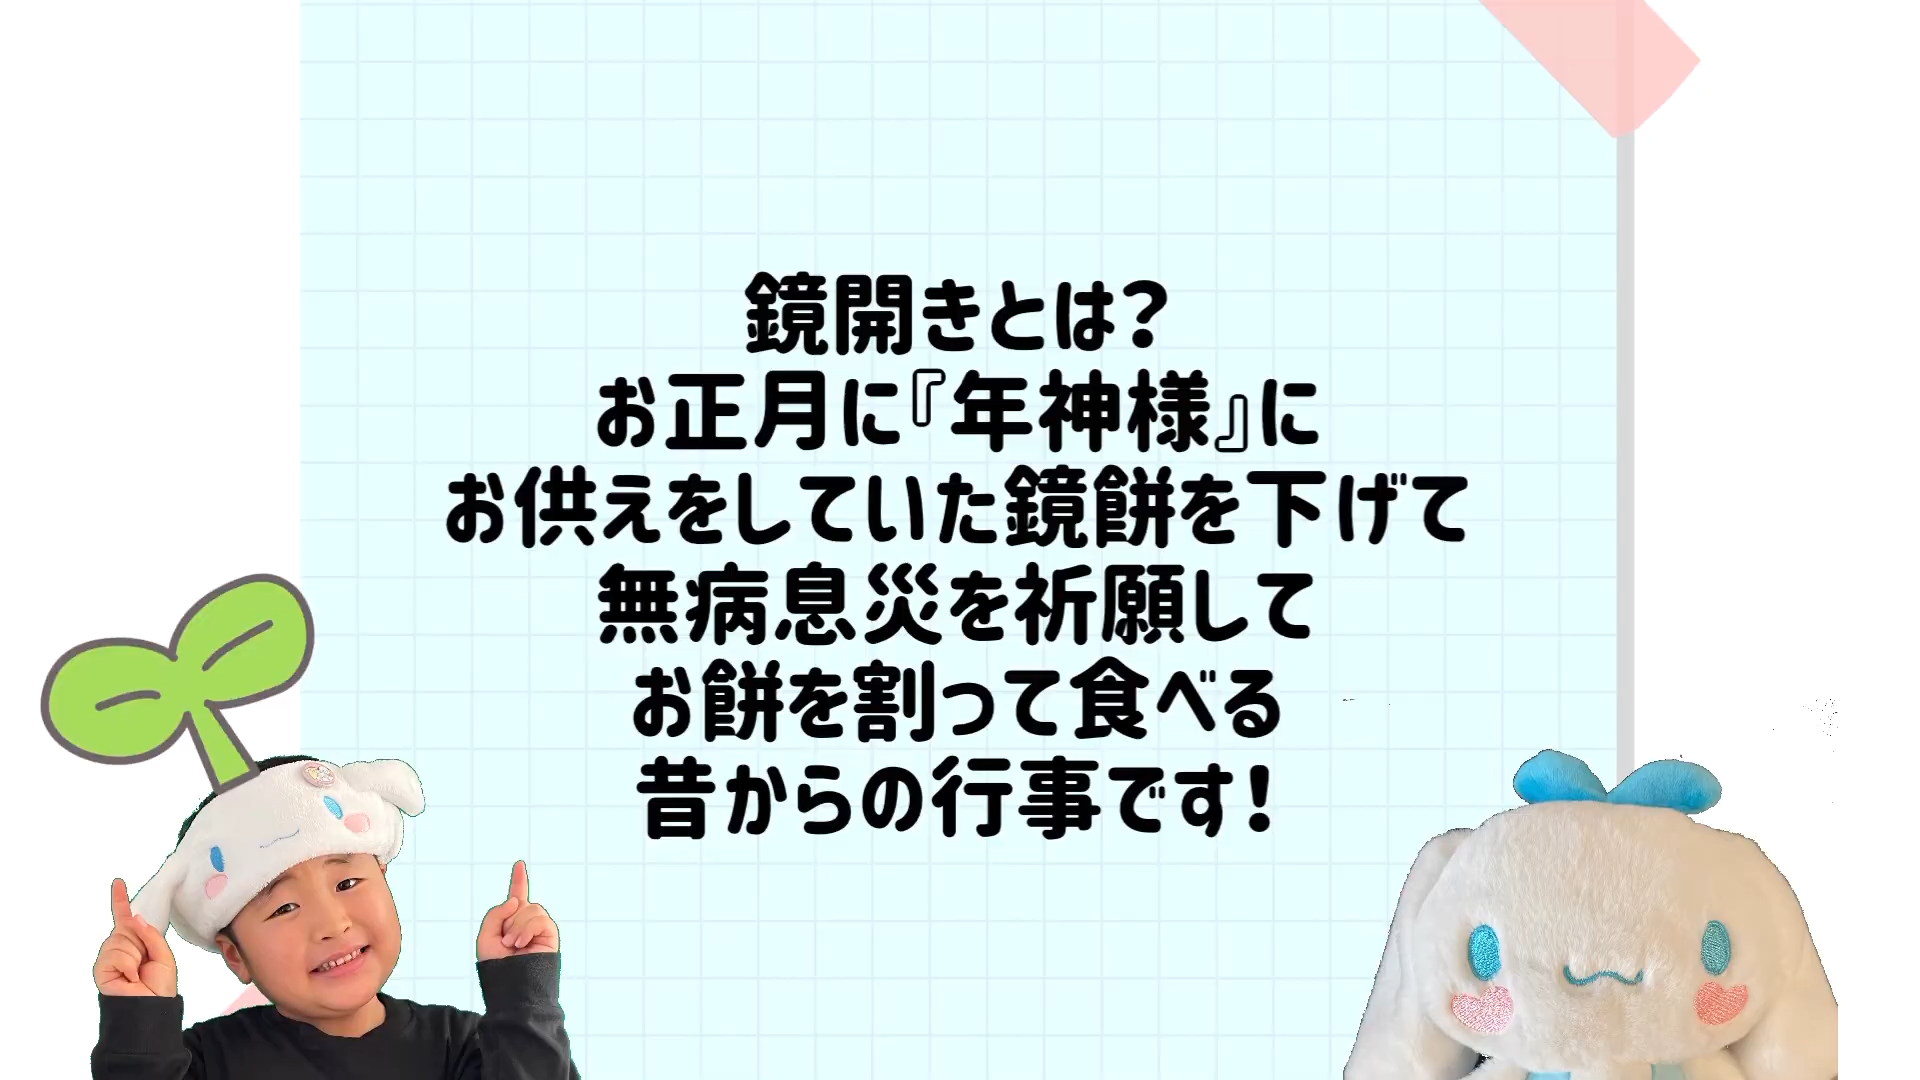 鏡開きとは？
お正月に『年神様』に
お供えをしていた鏡餅を下げて
無病息災を祈願して
お餅を割って食べる
昔からの行事です！